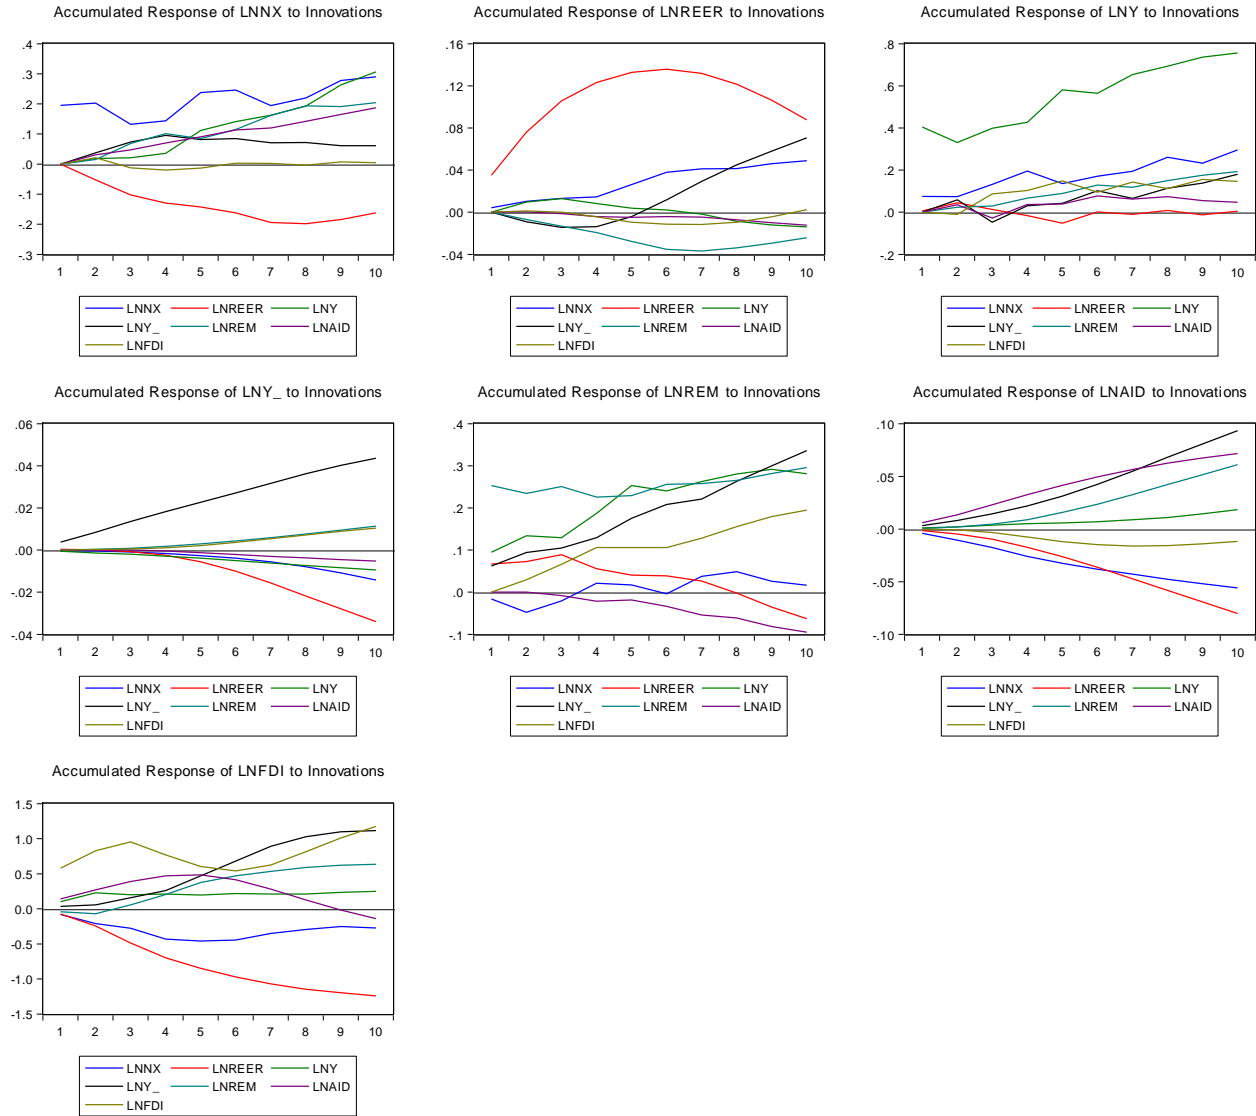 Accumulated Response of LNNX to Innovations
.4
.3
.2
.1
.0
-.1
-.2
-.3
1 2 3 4 5 6 7 8 9 10
LNNX LNREER LNY
LNY_ LNREM LNAID
LNFDI
Accumulated Response of LNREER to Innovations
.16
.12
.08
.04
.00
-.04
1 2 3 4 5 6 7 8 9 10
LNNX LNREER LNY
LNY_ LNREM LNAID
LNFDI
Accumulated Response of LNY to Innovations
.8
.6
.4
.2
.0
-.2
1 2 3 4 5 6 7 8 9 10
LNNX LNREER LNY
LNY_ LNREM LNAID
LNFDI
Accumulated Response of LNY_ to Innovations
.06
.04
.02
.00
-.02
-.04
1 2 3 4 5 6 7 8 9 10
LNNX LNREER LNY
LNY_ LNREM LNAID
LNFDI
Accumulated Response of LNREM to Innovations
.4
.3
.2
.1
.0
-.1
1 2 3 4 5 6 7 8 9 10
LNNX LNREER LNY
LNY_ LNREM LNAID
LNFDI
Accumulated Response of LNAID to Innovations
.10
.05
.00
-.05
-.10
1 2 3 4 5 6 7 8 9 10
LNNX LNREER LNY
LNY_ LNREM LNAID
LNFDI
Accumulated Response of LNFDI to Innovations
1.5
1.0
0.5
0.0
-0.5
-1.0
-1.5
1 2 3 4 5 6 7 8 9 10
LNNX LNREER LNY
LNY_ LNREM LNAID
LNFDI